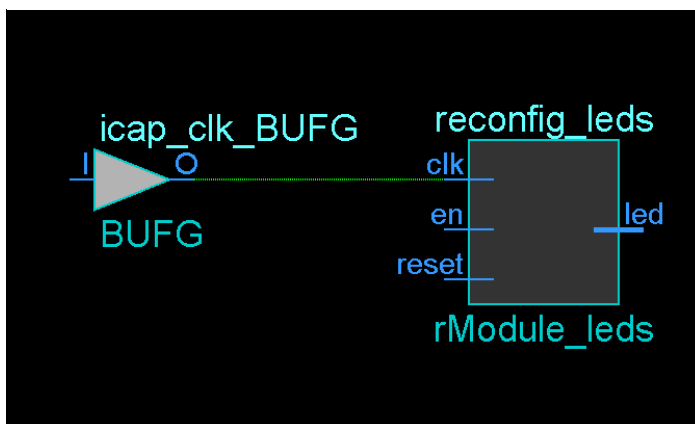 icap_clk_BUFG
I
O
BUFG
reconfig_leds
clk
en
reset
led
rModule_leds